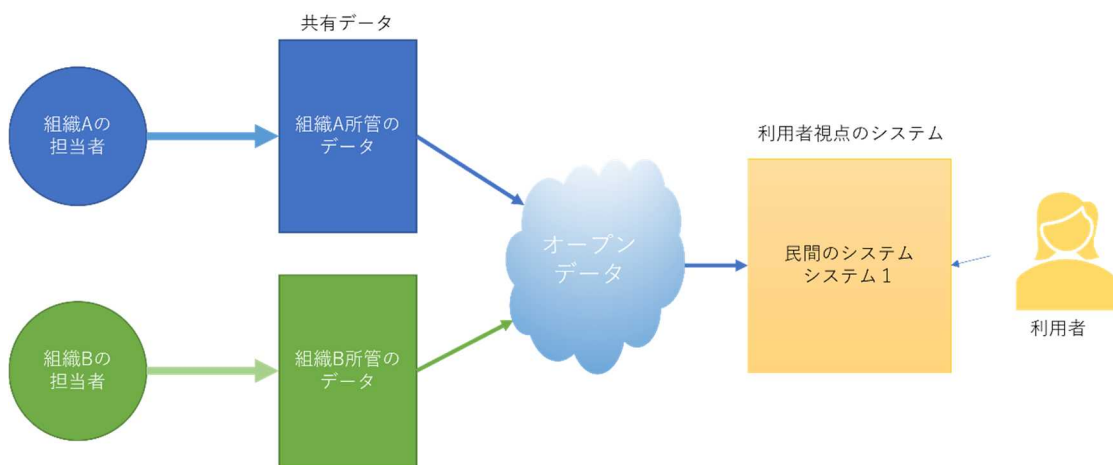 共有データ
組織Aの
担当者
組織A所管の
データ
組織Bの
担当者
組織B所管の
データ
オープン
データ
利用者視点のシステム
民間のシステム
システム１
利用者